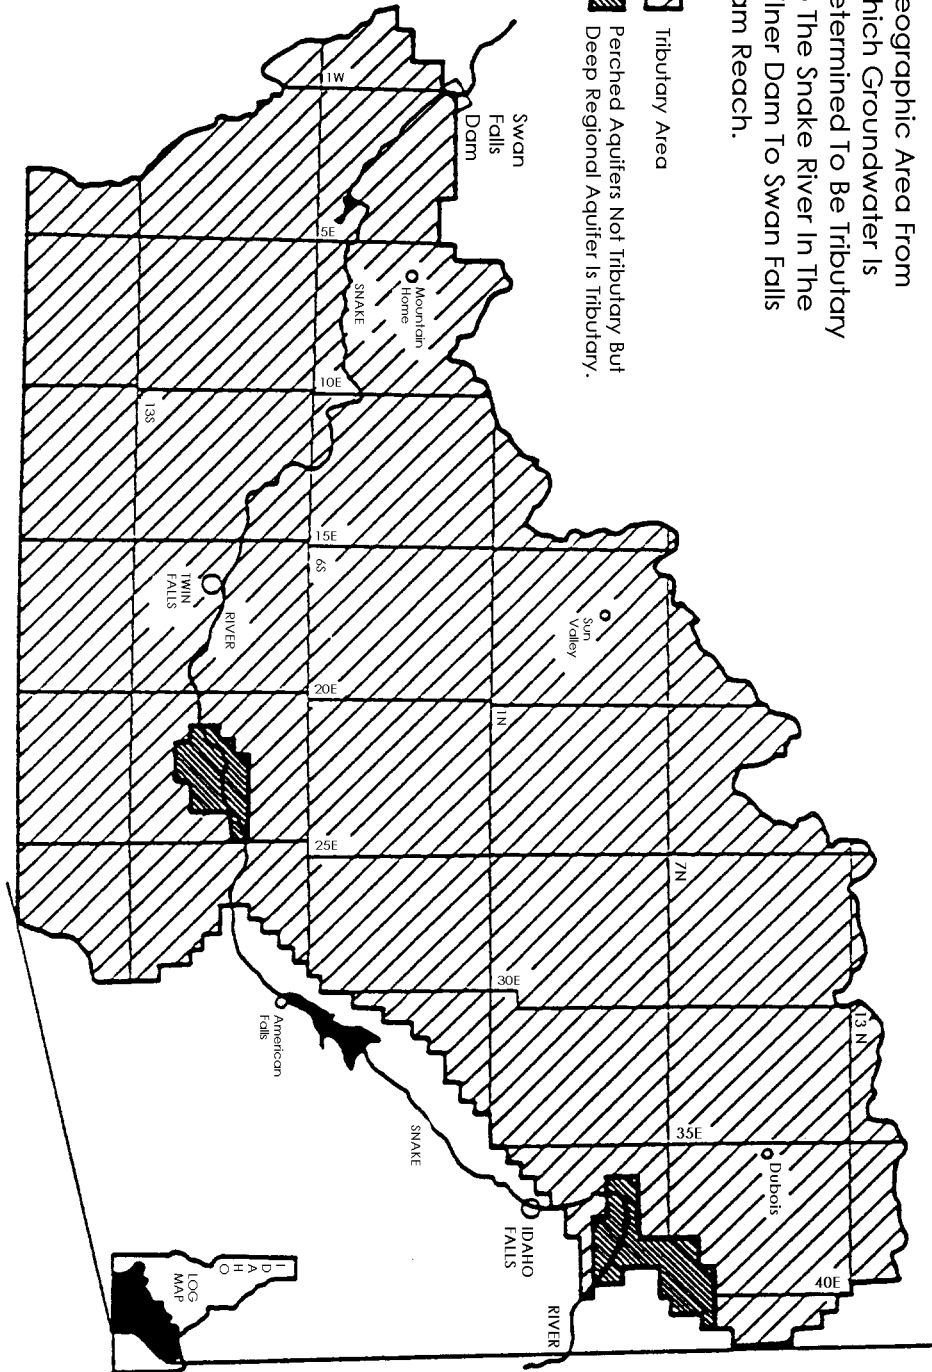 eographic Area From
hich Groundwater Is
etermined To Be Tributary
The Snake River In The
lner Dam To Swan Falls
am Reach.
Tributary Area
Perched Aquifers Not Tributary But
Deep Regional Aquifer Is Tributary.
Swan
Falls
Dam
1W
5E
Mountain
Home
SNAKE
10E
13S
15E
6S
TWIN
FALLS
RIVER
Sun
Valley
20E
1N
25E
7N
30E
13 N
American
Falls
SNAKE
35E
Dubois
IDAHO
FALLS
40E
RIVER
IDAHO
LOG
MAP